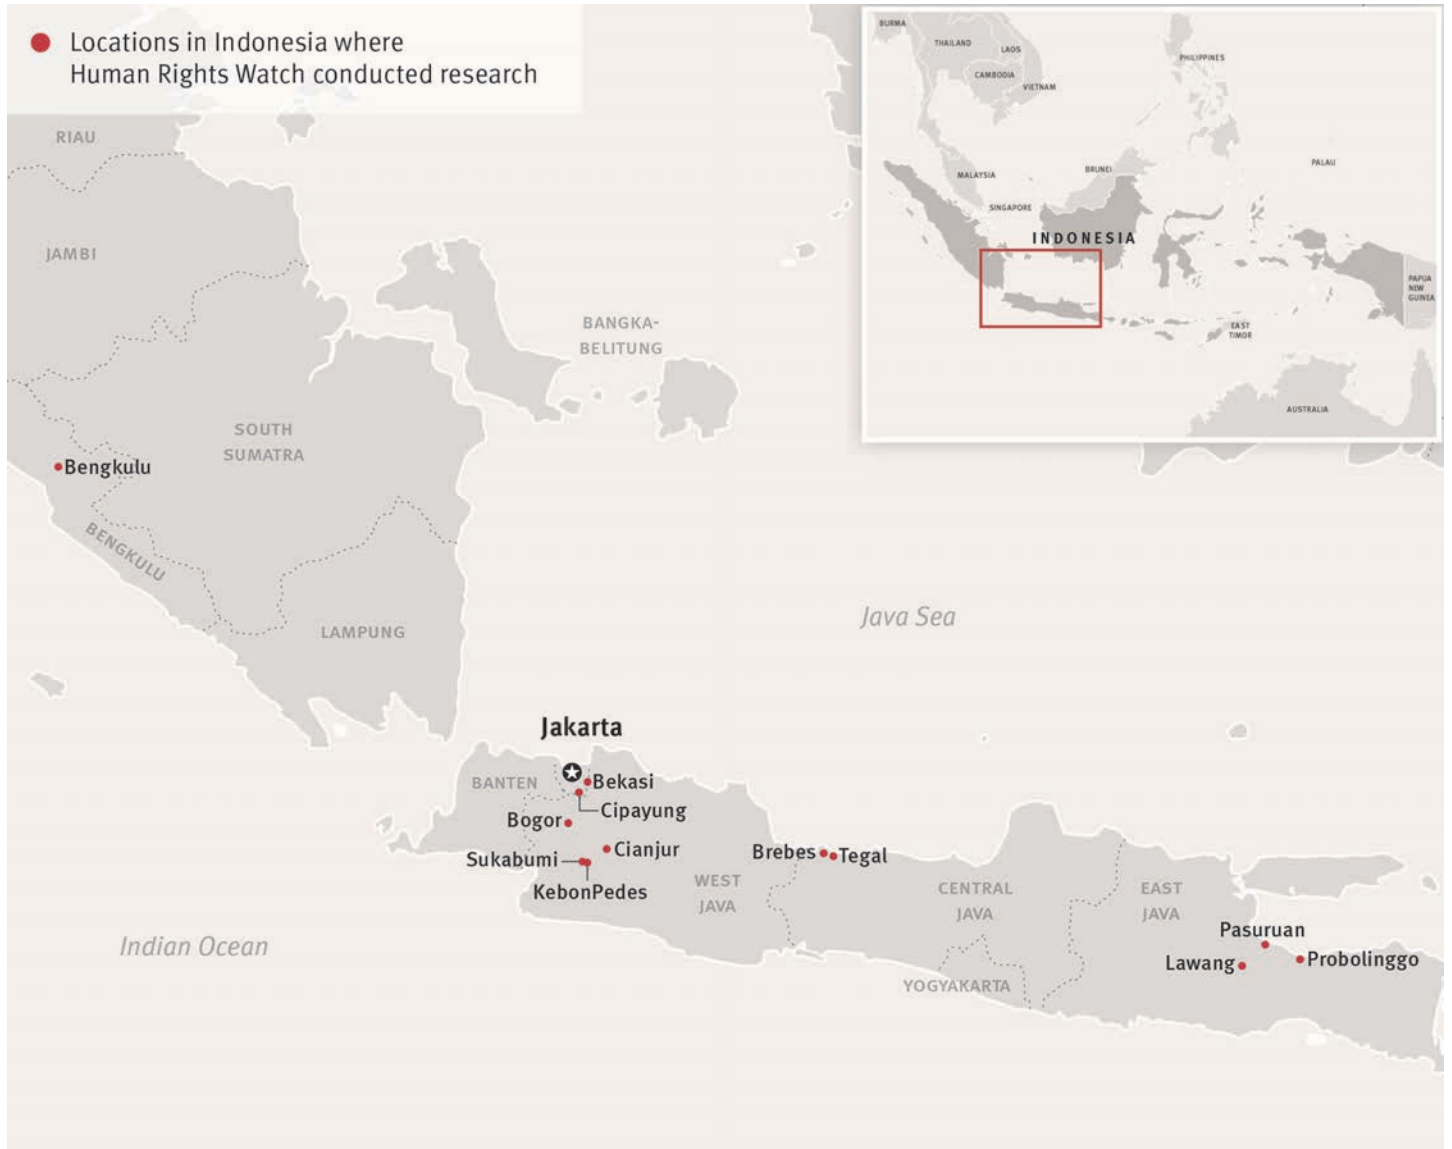 Locations in Indonesia where
Human Rights Watch conducted research
BURMA
THAILAND
LAOS
CAMBODIA
VIETNAM
PHILIPPINES
PALAU
MALAYSIA
BRUNEI
SINGAPORE
INDONESIA
PAPUA
NEW
GUINEA
EAST
TIMOR
AUSTRALIA
RIAU
JAMBI
BANGKA-
BELITUNG
SOUTH
SUMATRA
Bengkulu
BENGKULU
LAMPUNG
Java Sea
Jakarta
BANTEN
Bekasi
Cipayung
Bogor
Sukabumi
Cianjur
KebonPedes
WEST
JAVA
Brebes
Tegal
CENTRAL
JAVA
EAST
JAVA
Pasuruan
Lawang
Probolinggo
YOGYAKARTA
Indian Ocean